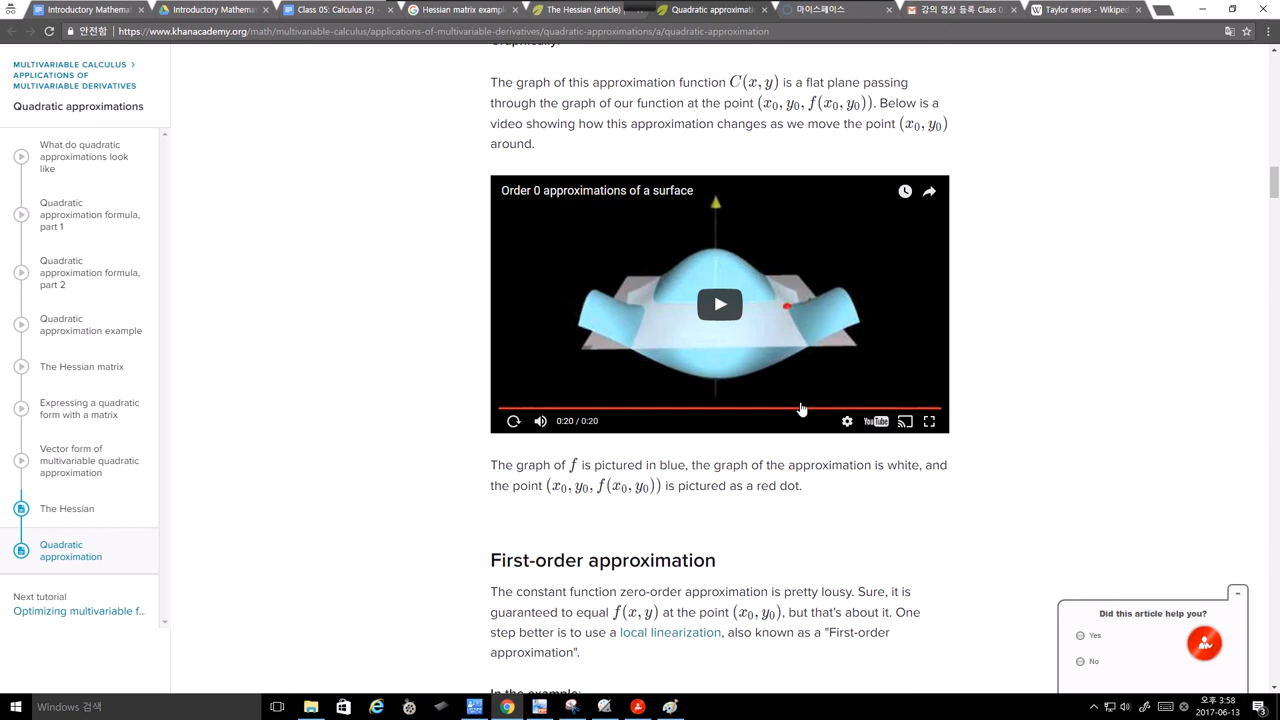 Introductory Mathem
Introductory Mathema
Class 05: Calculus (2) -
Hessian matrix exampl
The Hessian (article)
Quadratic approximati
마이스페이스
강의 영상 등록 Class 0
Taylor series - Wikiped
안전함
https://www.khanacademy.org/math/multivariable-calculus/applications-of-multivariable-derivatives/quadratic-approximations/a/quadratic-approximation
MULTIVARIABLE CALCULUS >
APPLICATIONS OF
MULTIVARIABLE DERIVATIVES
Quadratic approximations
What do quadratic
approximations look
like
Quadratic
approximation formula,
part 1
Quadratic
approximation formula,
part 2
Quadratic
approximation example
The Hessian matrix
Expressing a quadratic
form with a matrix
Vector form of
multivariable quadratic
approximation
The Hessian
Quadratic
approximation
Next tutorial
Optimizing multivariable f...
Graphically:
The graph of this approximation function C(x, y) is a flat plane passing
through the graph of our function at the point (x₀, y₀, f(x₀, y₀)). Below is a
video showing how this approximation changes as we move the point (x₀, y₀)
around.
Order 0 approximations of a surface
0:20 / 0:20
YouTube
The graph of f is pictured in blue, the graph of the approximation is white, and
the point (x₀, y₀, f(x₀, y₀)) is pictured as a red dot.
First-order approximation
The constant function zero-order approximation is pretty lousy. Sure, it is
guaranteed to equal f(x, y) at the point (x₀, y₀), but that's about it. One
step better is to use a local linearization, also known as a "First-order
approximation".
In the example:
Did this article help you?
Yes
No
Windows 검색
오후 3:58
2017-06-13
3